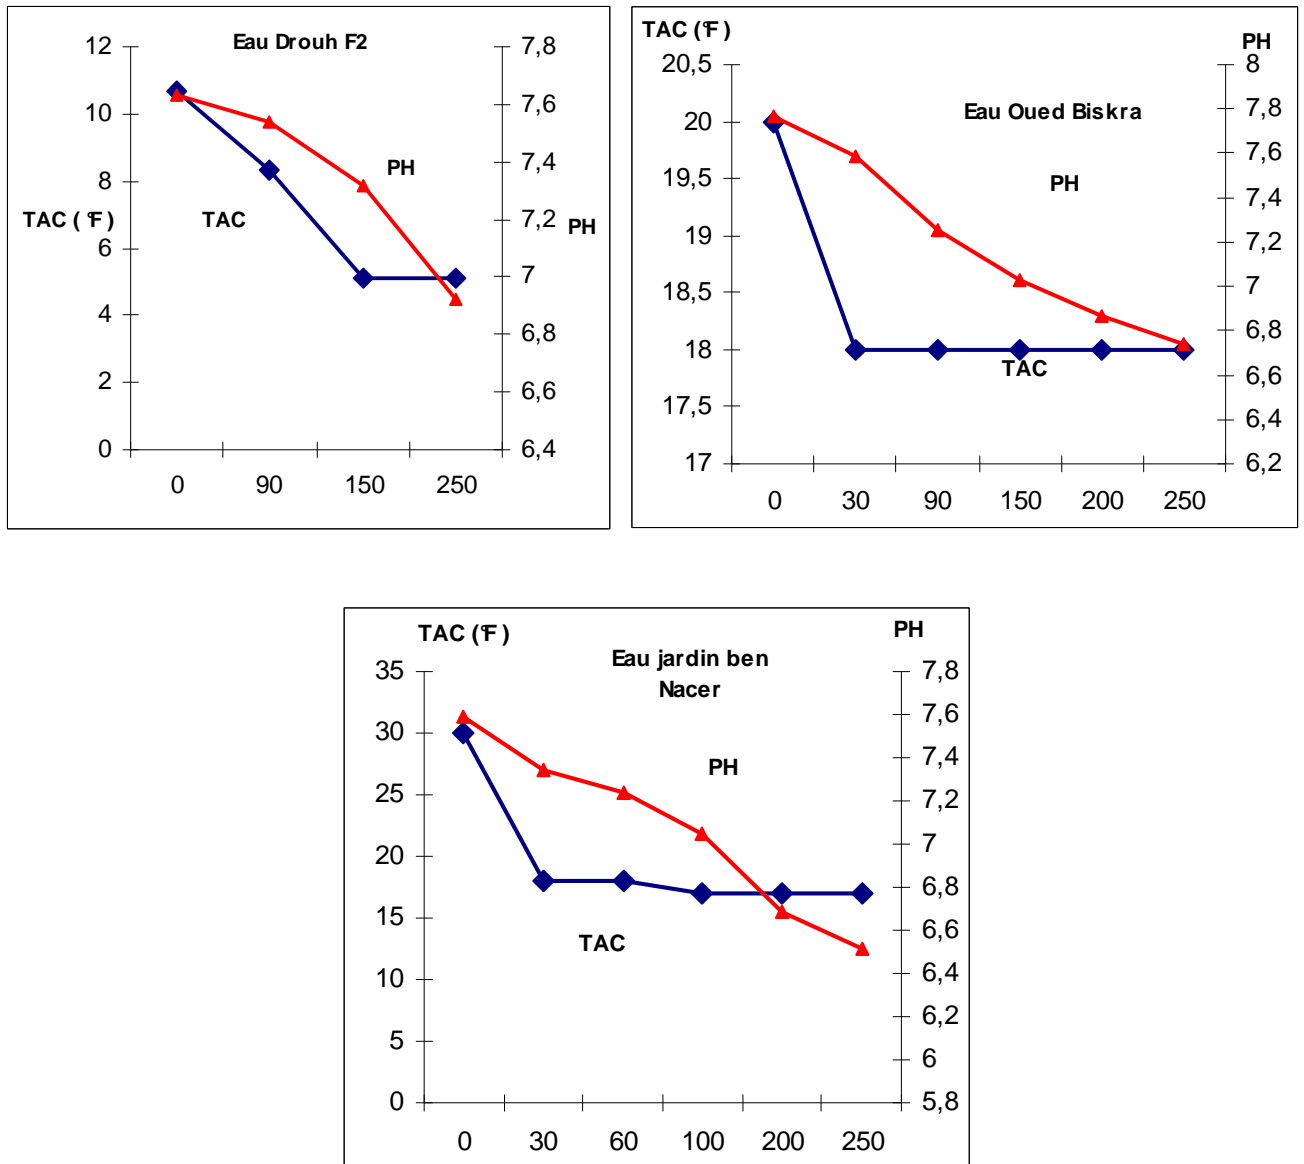 Eau Drouh F2
12
10
8
6
4
2
0
TAC (°F)
TAC
PH
7,8
7,6
7,4
7,2
7
6,8
6,6
6,4
PH
0 90 150 250
TAC (°F)
PH
20,5
20
19,5
19
18,5
18
17,5
17
Eau Oued Biskra
PH
TAC
8
7,8
7,6
7,4
7,2
7
6,8
6,6
6,4
6,2
0 30 90 150 200 250
TAC (°F)
PH
Eau jardin ben
Nacer
35
30
25
20
15
10
5
0
PH
TAC
7,8
7,6
7,4
7,2
7
6,8
6,6
6,4
6,2
6
5,8
0 30 60 100 200 250